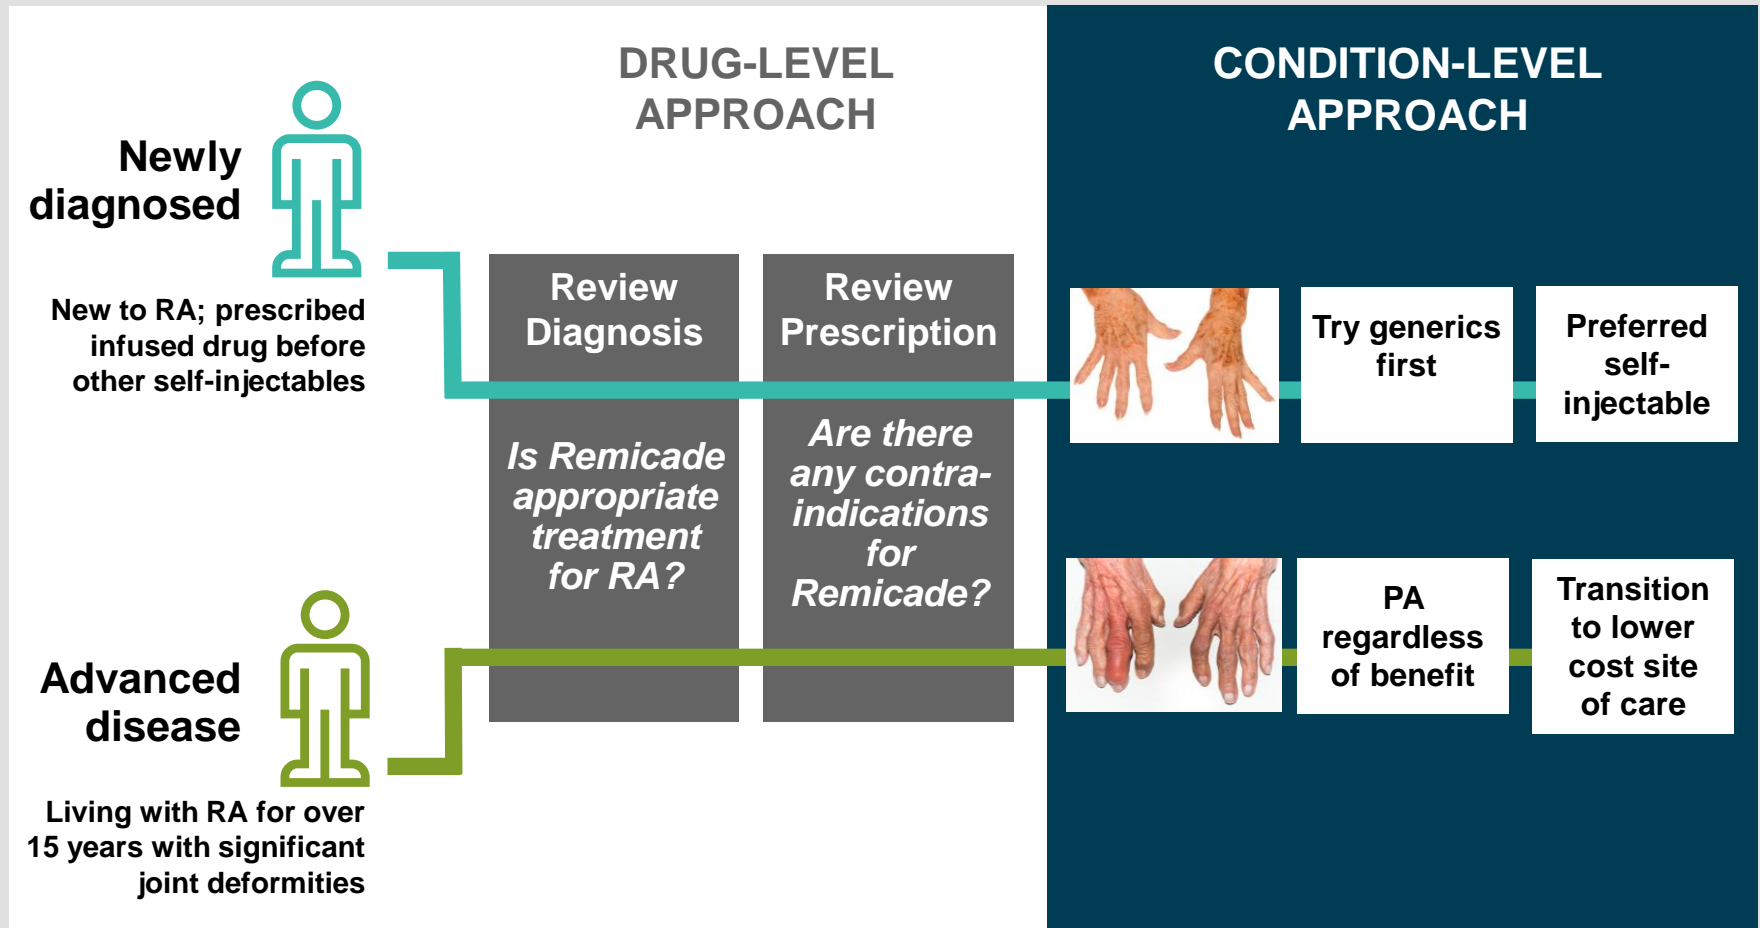 DRUG-LEVEL
APPROACH
CONDITION-LEVEL
APPROACH
Newly
diagnosed
New to RA; prescribed
infused drug before
other self-injectables
Review
Diagnosis
Is Remicade
appropriate
treatment
for RA?
Review
Prescription
Are there
any contra-
indications
for
Remicade?
Try generics
first
Preferred
self-
injectable
Advanced
disease
Living with RA for over
15 years with significant
joint deformities
PA
regardless
of benefit
Transition
to lower
cost site
of care